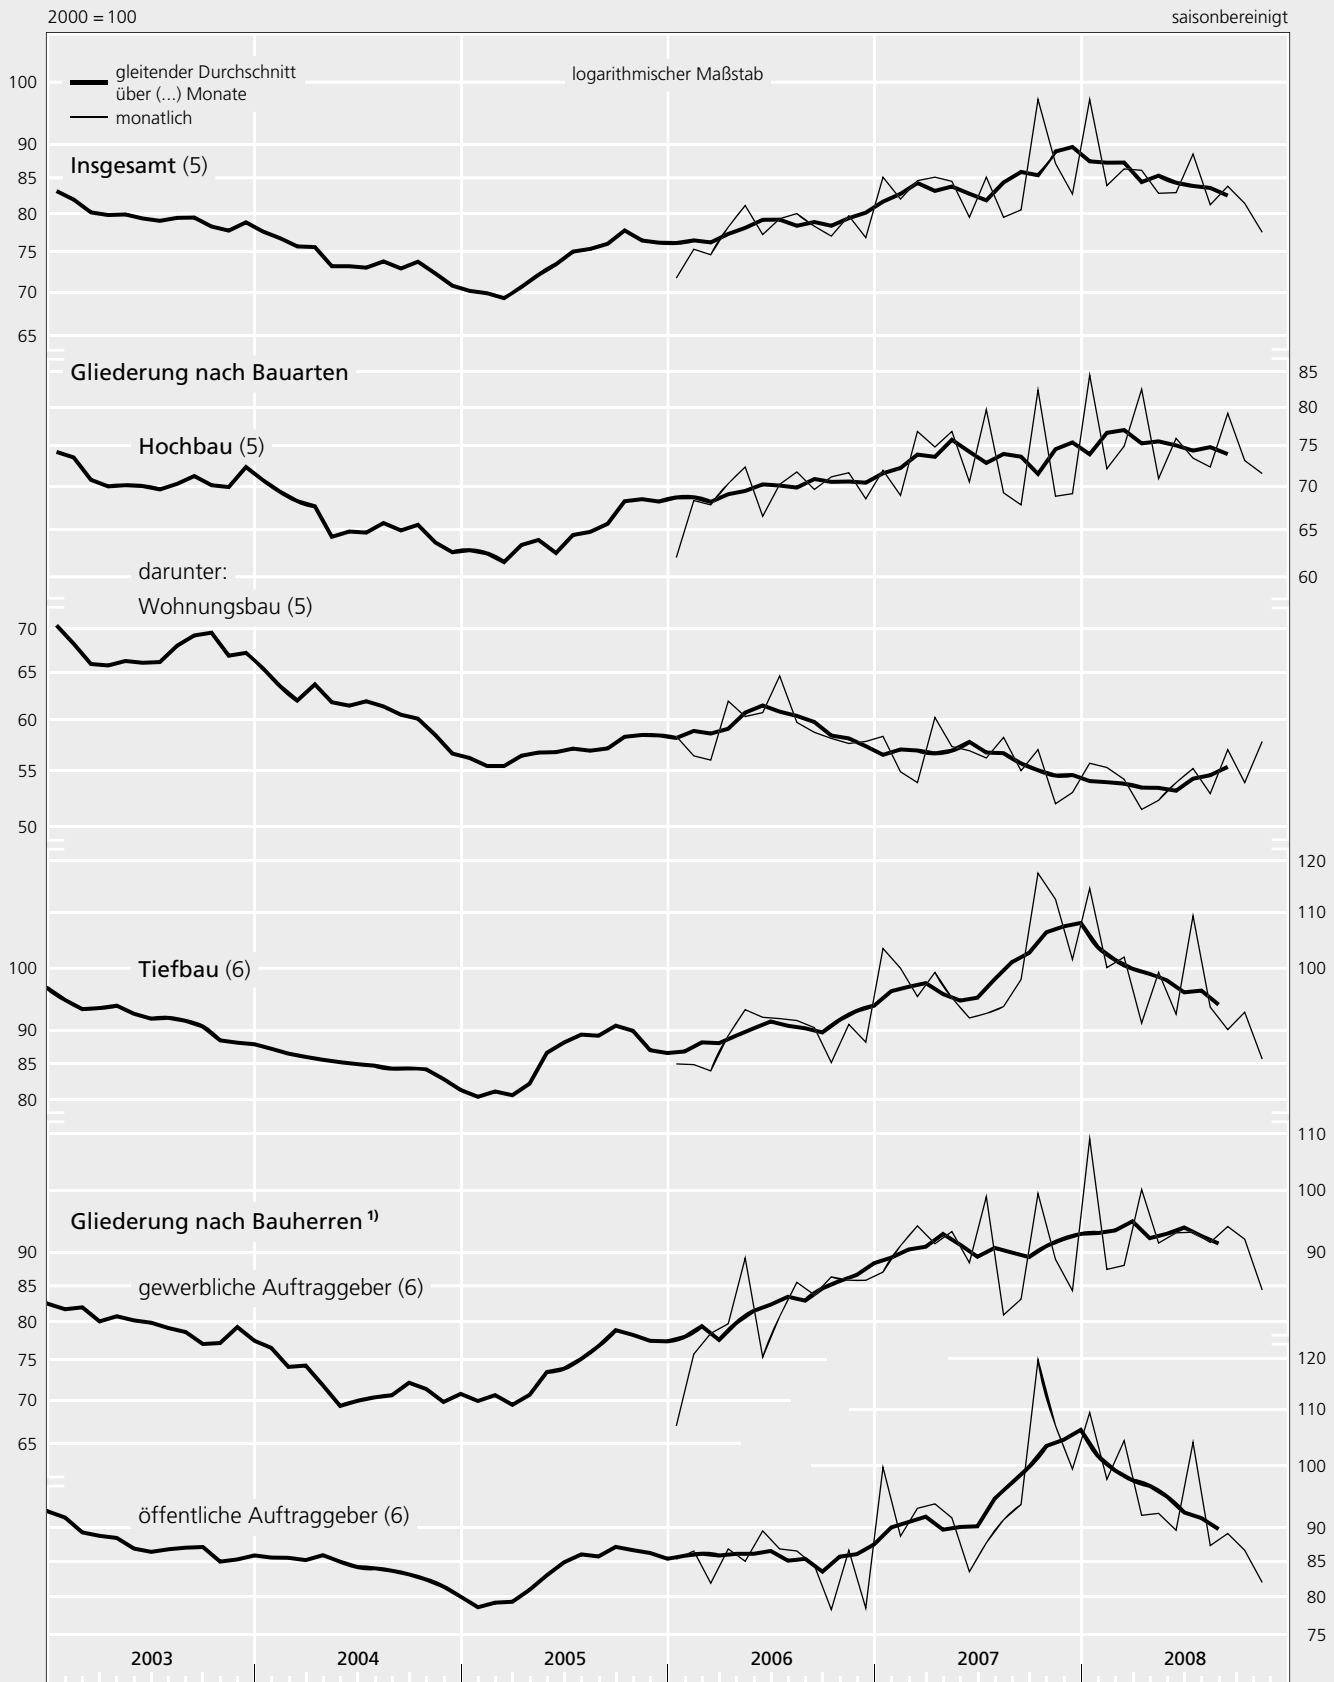 2000 = 100 saisonbereinigt
gleitender Durchschnitt
über (...) Monate
monatlich
logarithmischer Maßstab
100
90
85
80
75
70
65
Insgesamt (5)
Gliederung nach Bauarten
85
80
75
70
65
60
Hochbau (5)
darunter:
Wohnungsbau (5)
70
65
60
55
50
120
110
100
100
90
85
80
Tiefbau (6)
110
100
90
Gliederung nach Bauherren 1)
90
85
80
75
70
65
gewerbliche Auftraggeber (6)
120
110
100
90
85
80
75
öffentliche Auftraggeber (6)
2003 2004 2005 2006 2007 2008